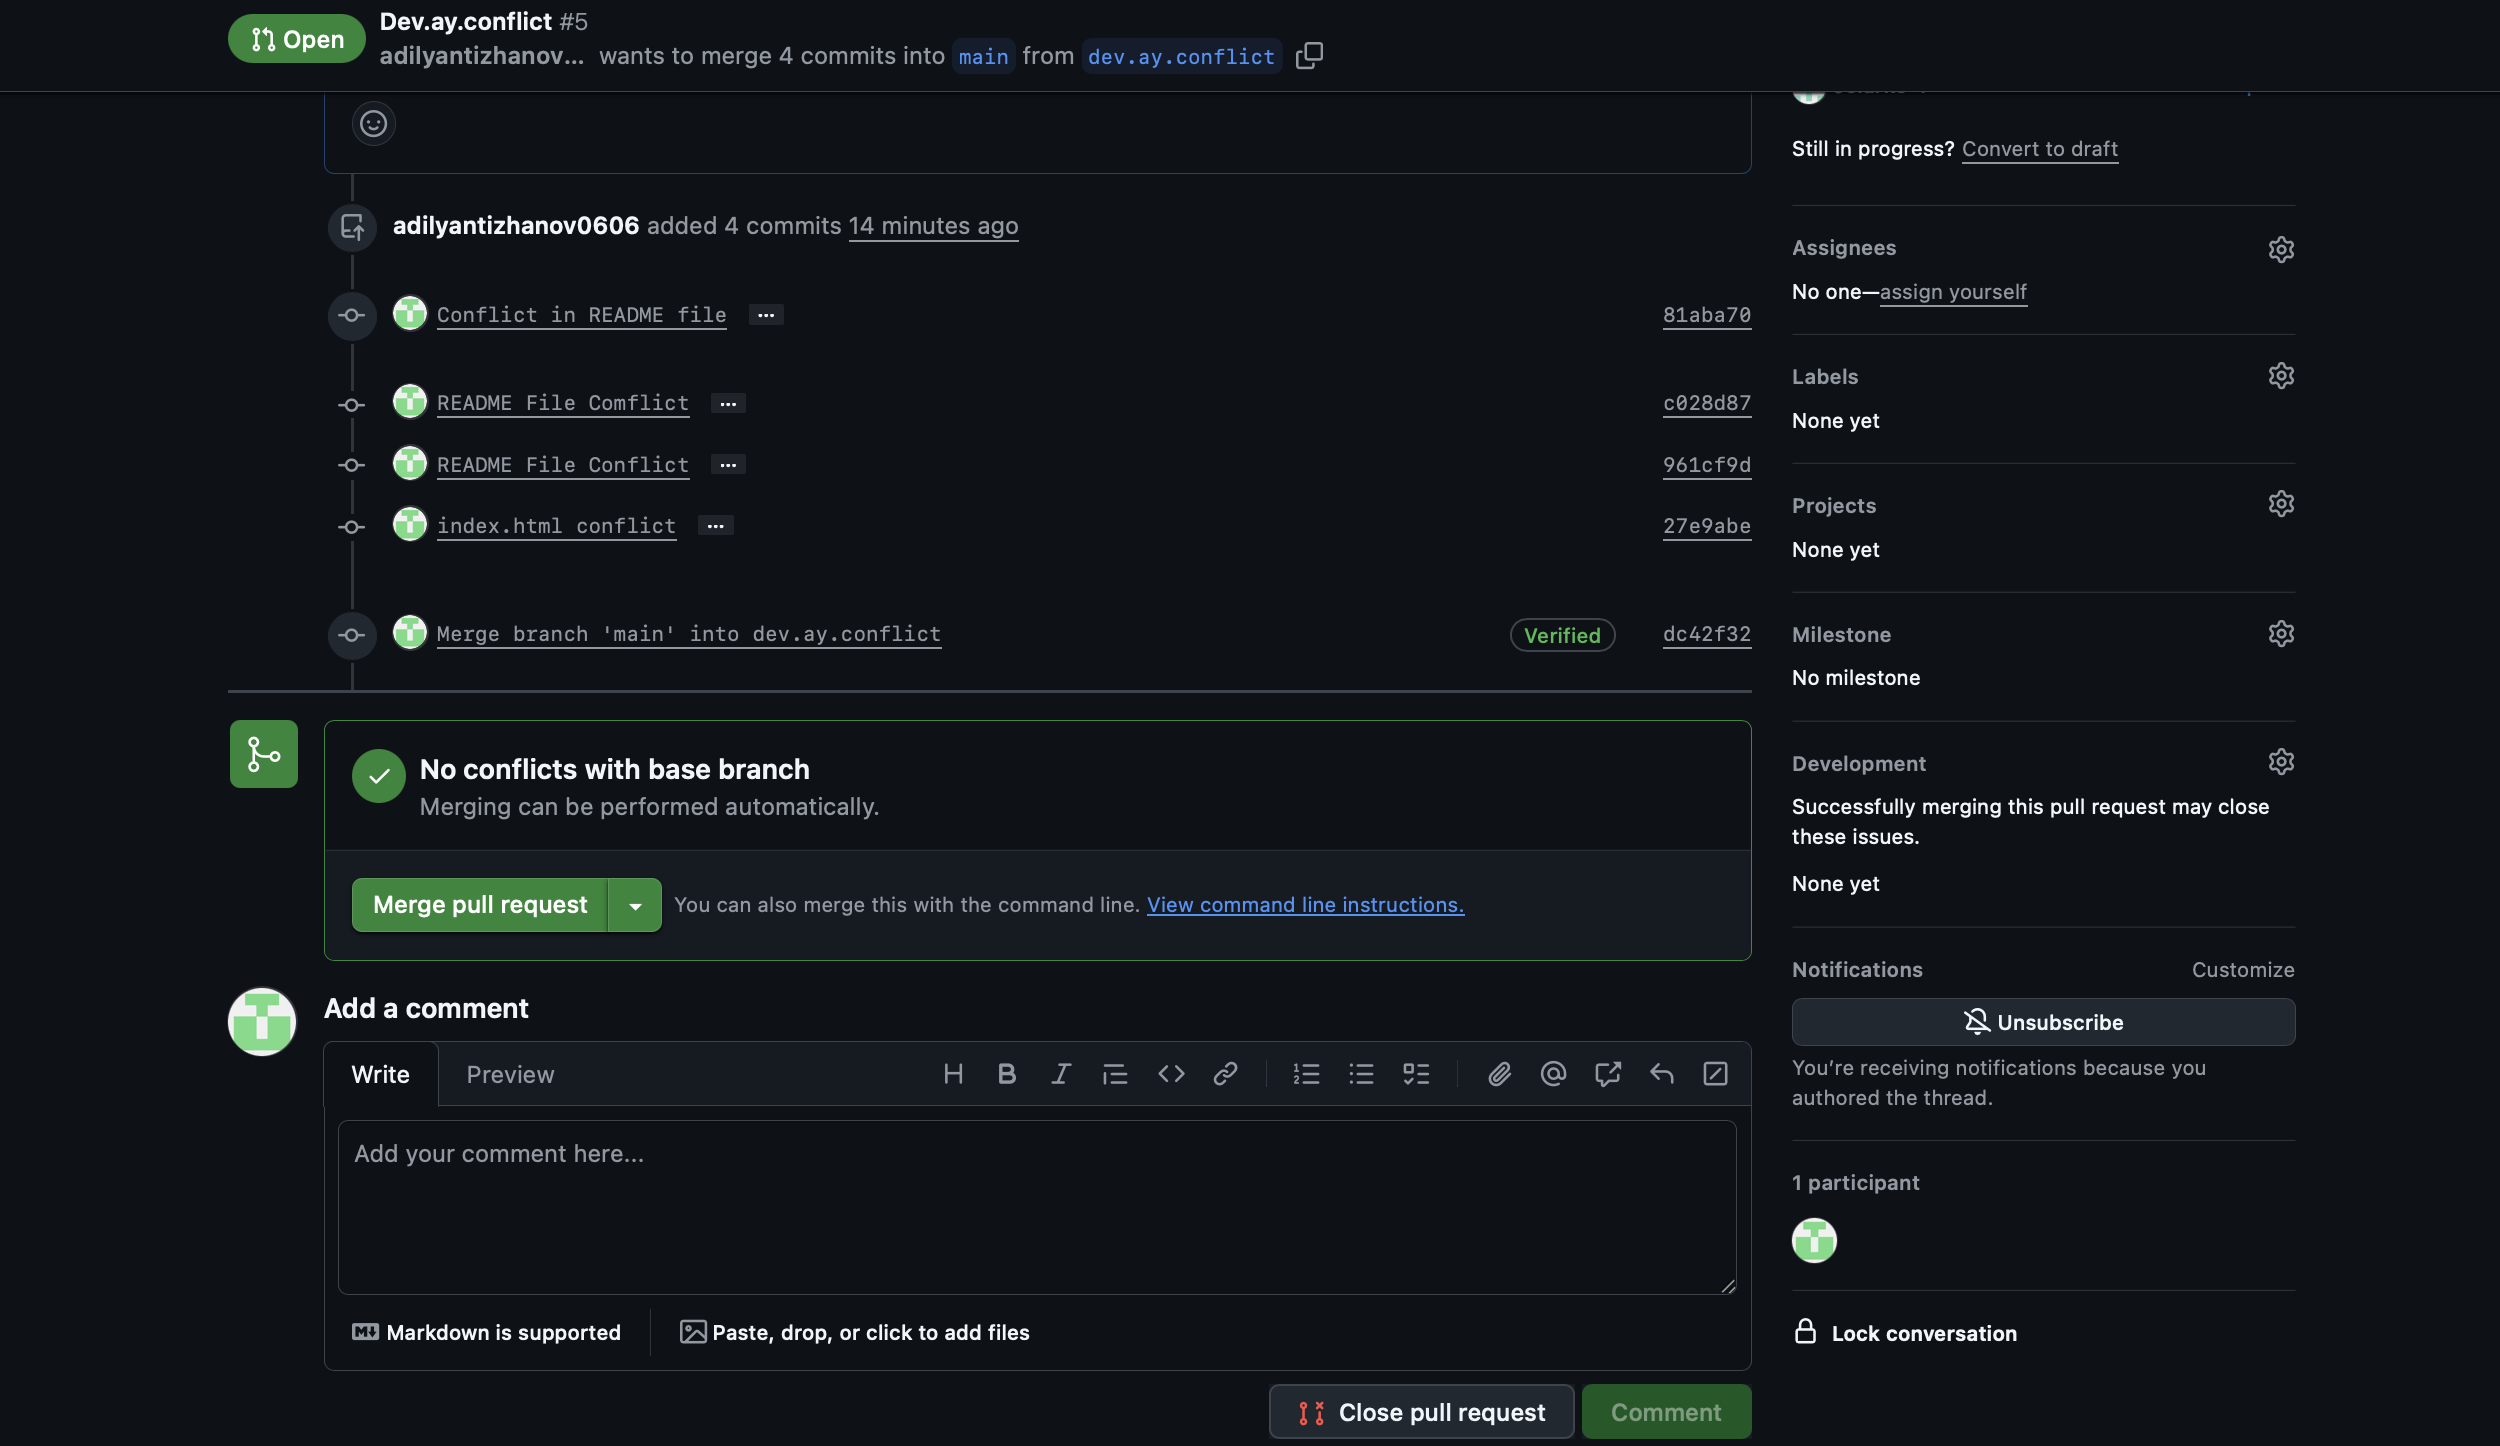 Open
Dev.ay.conflict #5
adilyantizhanov... wants to merge 4 commits into main from dev.ay.conflict
Still in progress? Convert to draft
adilyantizhanov0606 added 4 commits 14 minutes ago
Conflict in README file ... 81aba70
README File Comflict ... c028d87
README File Conflict ... 961cf9d
index.html conflict ... 27e9abe
Merge branch 'main' into dev.ay.conflict Verified dc42f32
No conflicts with base branch
Merging can be performed automatically.
Merge pull request You can also merge this with the command line. View command line instructions.
Add a comment
Write Preview
Add your comment here...
Markdown is supported Paste, drop, or click to add files
Close pull request Comment
Assignees
No one—assign yourself
Labels
None yet
Projects
None yet
Milestone
No milestone
Development
Successfully merging this pull request may close
these issues.
None yet
Notifications Customize
Unsubscribe
You’re receiving notifications because you
authored the thread.
1 participant
Lock conversation